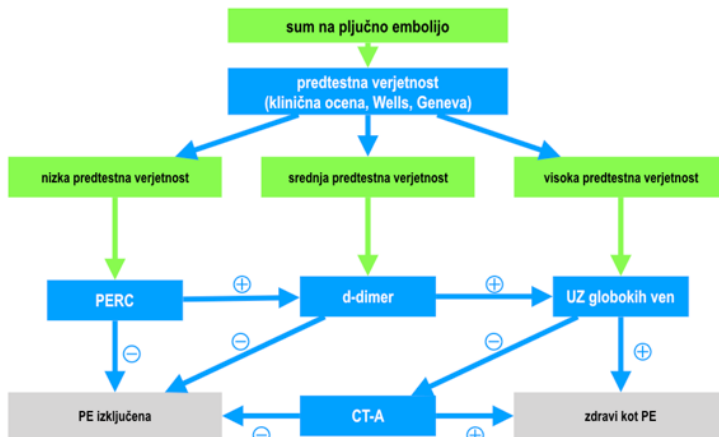 sum na pljučno embolijo
predtestna verjetnost
(klinična ocena, Wells, Geneva)
nizka predtestna verjetnost
srednja predtestna verjetnost
visoka predtestna verjetnost
PERC
+
d-dimer
+
UZ globokih ven
−
−
−
+
PE izključena
−
CT-A
+
zdravi kot PE